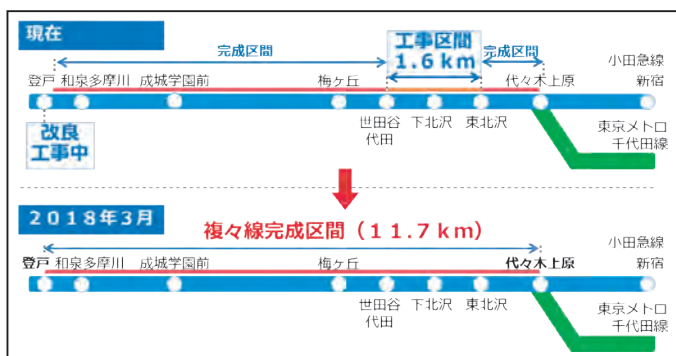 現在
完成区間
工事区間
1.6km
完成区間
小田急線
登戸 和泉多摩川 成城学園前 梅ヶ丘 代々木上原 新宿
世田谷
代田
下北沢 東北沢
東京メトロ
千代田線
改良
工事中
2018年3月
複々線完成区間(11.7km)
小田急線
登戸 和泉多摩川 成城学園前 梅ヶ丘 代々木上原 新宿
世田谷
代田
下北沢 東北沢
東京メトロ
千代田線